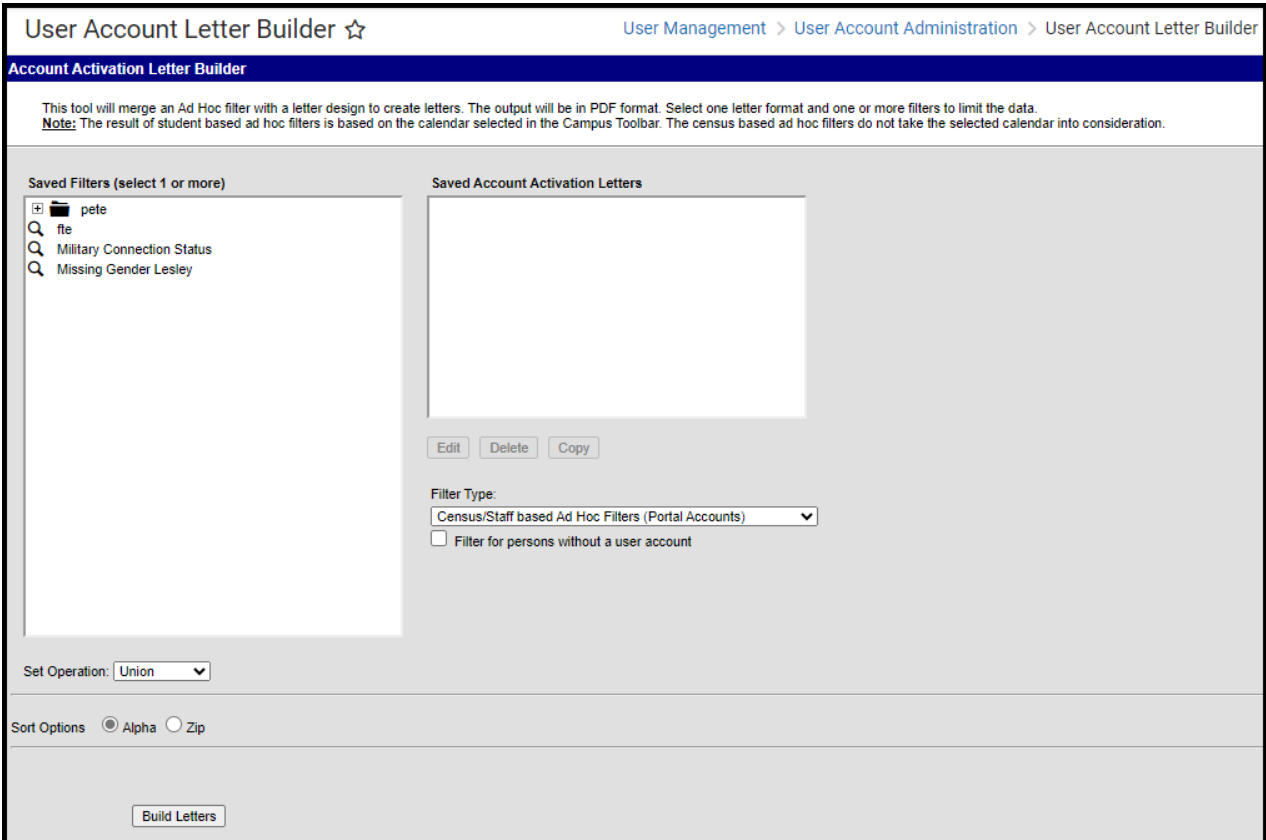 User Account Letter Builder ☆
User Management > User Account Administration > User Account Letter Builder
Account Activation Letter Builder
This tool will merge an Ad Hoc filter with a letter design to create letters. The output will be in PDF format. Select one letter format and one or more filters to limit the data.
Note: The result of student based ad hoc filters is based on the calendar selected in the Campus Toolbar. The census based ad hoc filters do not take the selected calendar into consideration.
Saved Filters (select 1 or more)
pete
fte
Military Connection Status
Missing Gender Lesley
Saved Account Activation Letters
Edit Delete Copy
Filter Type:
Census/Staff based Ad Hoc Filters (Portal Accounts)
Filter for persons without a user account
Set Operation: Union
Sort Options Alpha Zip
Build Letters